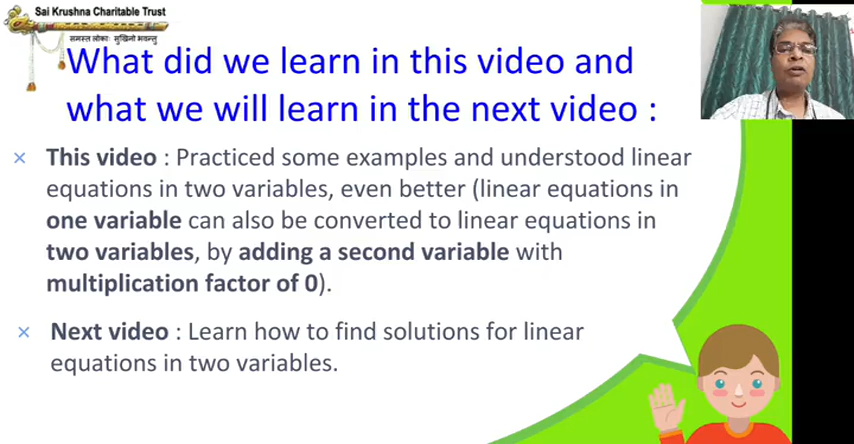 Sai Krushna Charitable Trust
समस्त लोकाः सुखिनो भवन्तु
What did we learn in this video and
what we will learn in the next video :
× This video : Practiced some examples and understood linear
equations in two variables, even better (linear equations in
one variable can also be converted to linear equations in
two variables, by adding a second variable with
multiplication factor of 0).
× Next video : Learn how to find solutions for linear
equations in two variables.